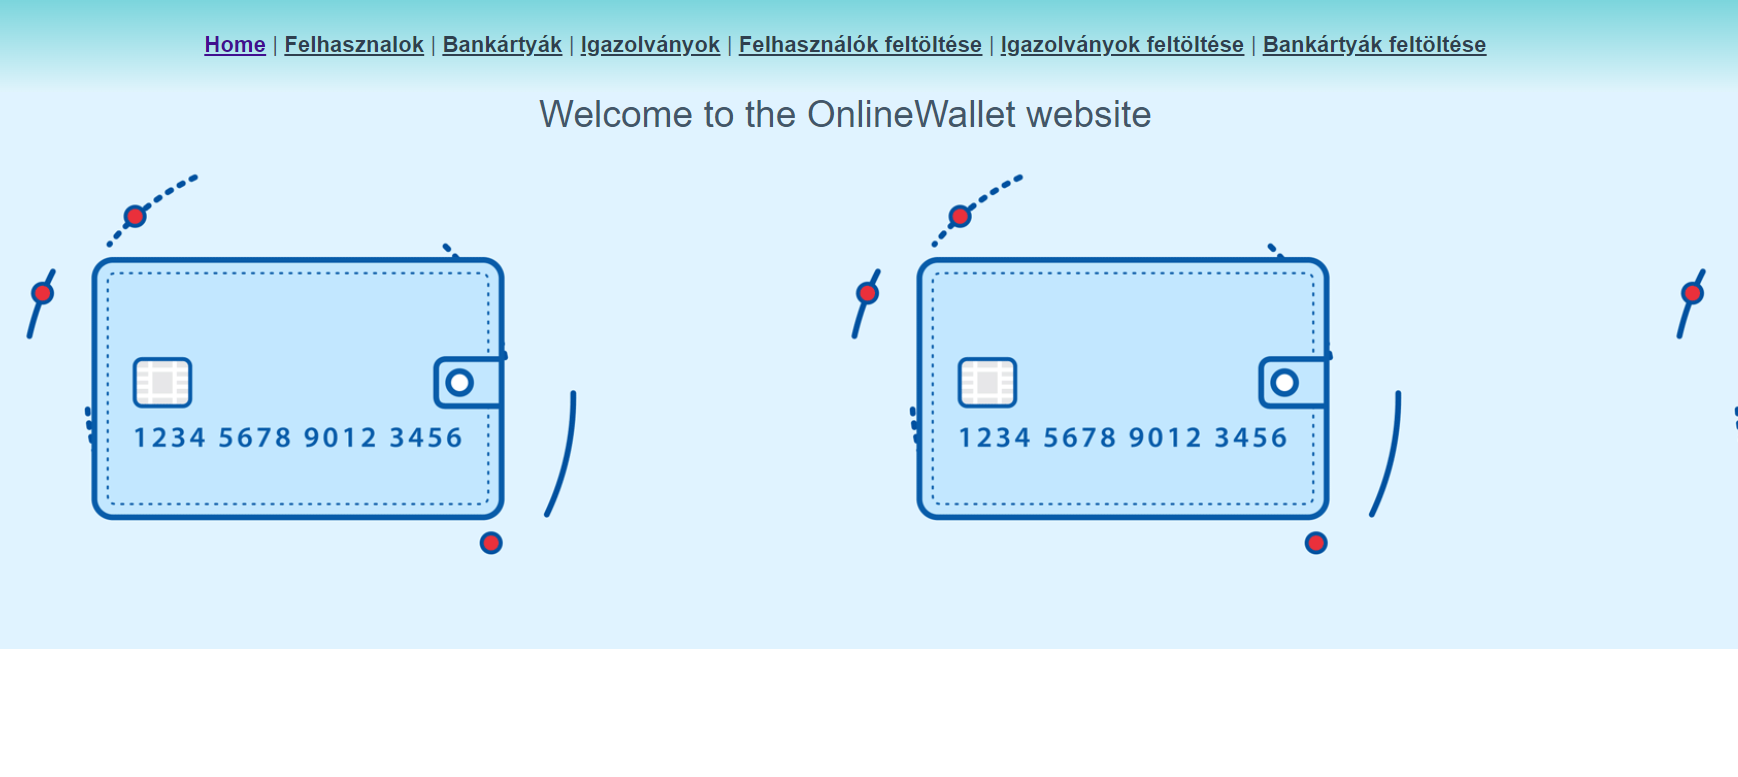 Home | Felhasznalok | Bankártyák | Igazolványok | Felhasználók feltöltése | Igazolványok feltöltése | Bankártyák feltöltése
Welcome to the OnlineWallet website
1234 5678 9012 3456 1234 5678 9012 3456